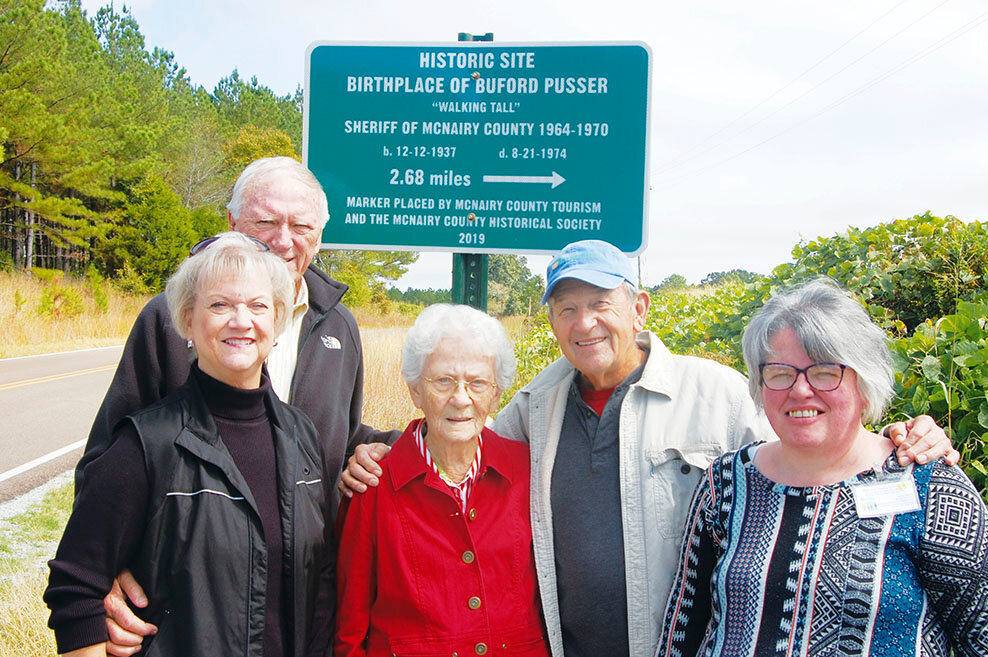 HISTORIC SITE
BIRTHPLACE OF BUFORD PUSSER
"WALKING TALL"
SHERIFF OF MCNAIRY COUNTY 1964-1970
b. 12-12-1937 d. 8-21-1974
2.68 miles
MARKER PLACED BY MCNAIRY COUNTY TOURISM
AND THE MCNAIRY COUNTY HISTORICAL SOCIETY
2019